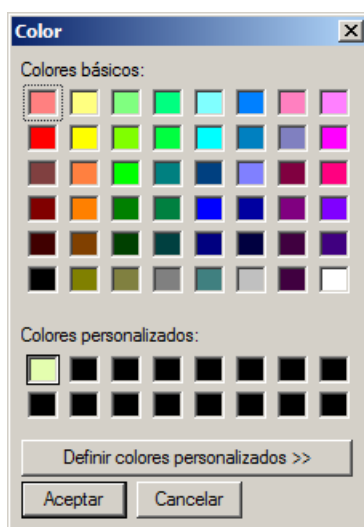 Color
Colores básicos:
Colores personalizados:
Definir colores personalizados >>
Aceptar
Cancelar